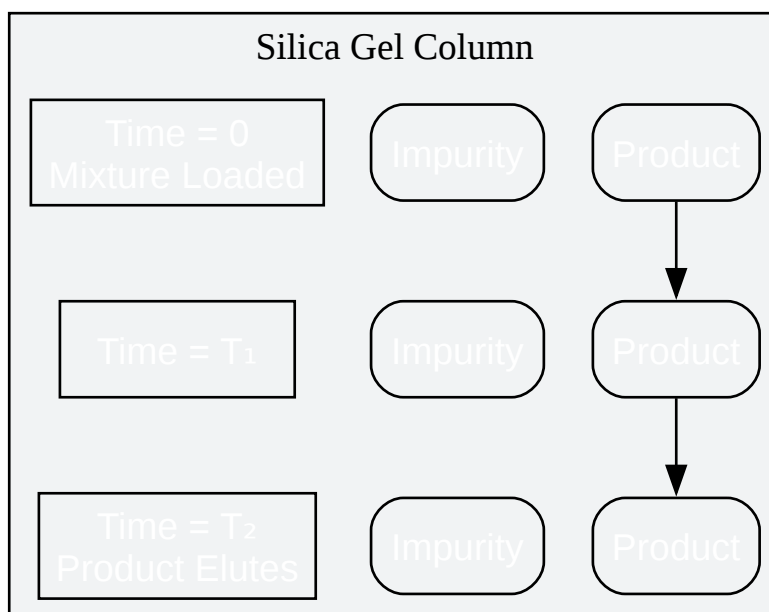 Silica Gel Column
Time = 0
Mixture Loaded
Impurity
Product
Time = T₁
Impurity
Product
Time = T₂
Product Elutes
Impurity
Product